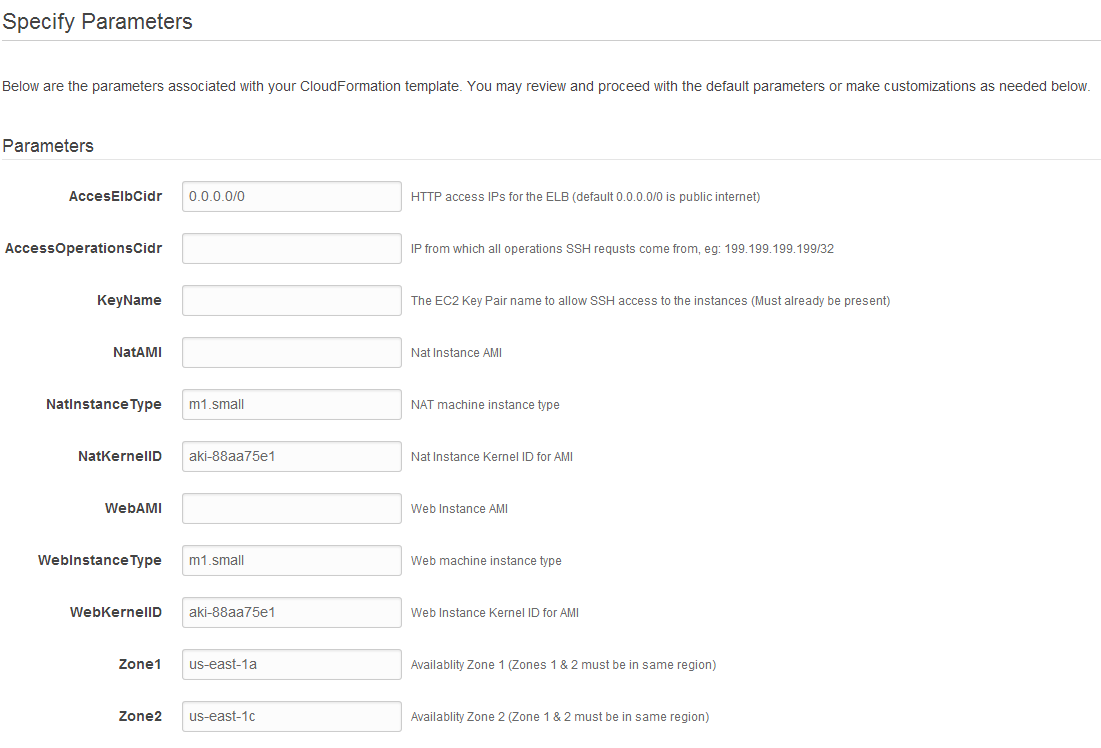 Specify Parameters
Below are the parameters associated with your CloudFormation template. You may review and proceed with the default parameters or make customizations as needed below.
Parameters
AccesElbCidr 0.0.0.0/0 HTTP access IPs for the ELB (default 0.0.0.0/0 is public internet)
AccessOperationsCidr IP from which all operations SSH requsts come from, eg: 199.199.199.199/32
KeyName The EC2 Key Pair name to allow SSH access to the instances (Must already be present)
NatAMI Nat Instance AMI
NatInstanceType m1.small NAT machine instance type
NatKernelID aki-88aa75e1 Nat Instance Kernel ID for AMI
WebAMI Web Instance AMI
WebInstanceType m1.small Web machine instance type
WebKernelID aki-88aa75e1 Web Instance Kernel ID for AMI
Zone1 us-east-1a Availablity Zone 1 (Zones 1 & 2 must be in same region)
Zone2 us-east-1c Availablity Zone 2 (Zone 1 & 2 must be in same region)